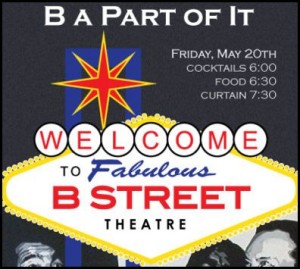 B A PART OF IT
FRIDAY, MAY 20TH
COCKTAILS 6:00
FOOD 6:30
CURTAIN 7:30
WELCOME
TO Fabulous
B STREET
THEATRE